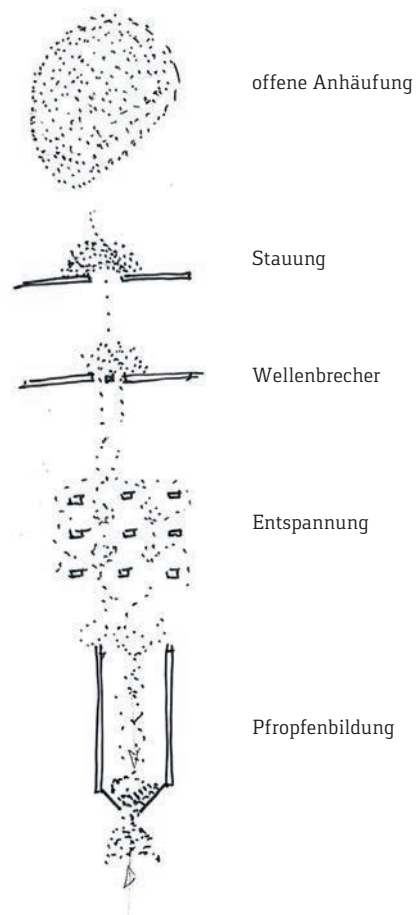 offene Anhäufung
Stauung
Wellenbrecher
Entspannung
Pfropfenbildung